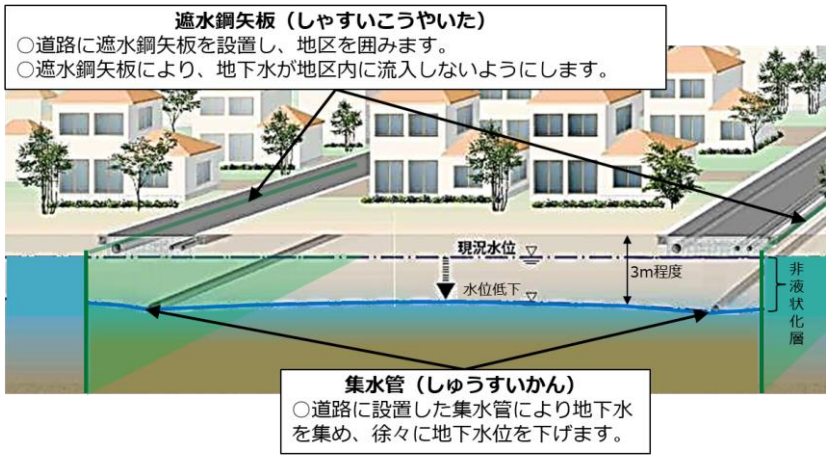 遮水鋼矢板（しゃすいこうやいた）
○道路に遮水鋼矢板を設置し、地区を囲みます。
○遮水鋼矢板により、地下水が地区内に流入しないようにします。
現況水位
3m程度
水位低下
非液状化層
集水管（しゅうすいかん）
○道路に設置した集水管により地下水
を集め、徐々に地下水位を下げます。